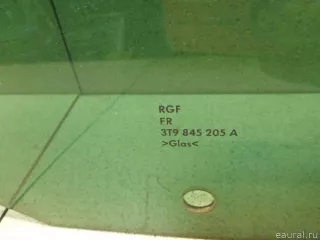 RGF
FR
3T9 845 205 A
>Glas<
eaural.ru